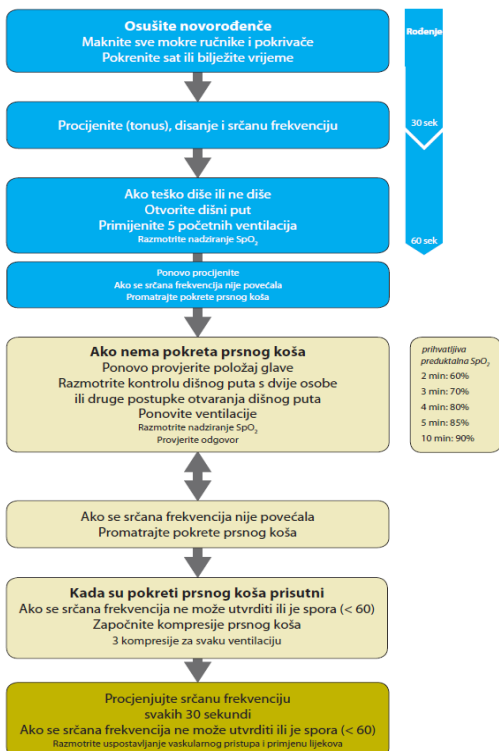 Osušite novorođenče
Maknite sve mokre ručnike i pokrivače
Pokrenite sat ili bilježite vrijeme
Rođenje
Procijenite (tonus), disanje i srčanu frekvenciju
30 sek
Ako teško diše ili ne diše
Otvorite dišni put
Primijenite 5 početnih ventilacija
Razmotrite nadziranje SpO₂
60 sek
Ponovo procijenite
Ako se srčana frekvencija nije povećala
Promatrajte pokrete prsnog koša
Ako nema pokreta prsnog koša
Ponovo provjerite položaj glave
Razmotrite kontrolu dišnog puta s dvije osobe
ili druge postupke otvaranja dišnog puta
Ponovite ventilacije
Razmotrite nadziranje SpO₂
Provjerite odgovor
prihvatljiva
preduktalna SpO₂
2 min: 60%
3 min: 70%
4 min: 80%
5 min: 85%
10 min: 90%
Ako se srčana frekvencija nije povećala
Promatrajte pokrete prsnog koša
Kada su pokreti prsnog koša prisutni
Ako se srčana frekvencija ne može utvrditi ili je spora (< 60)
Započnite kompresije prsnog koša
3 kompresije za svaku ventilaciju
Procjenjujte srčanu frekvenciju
svakih 30 sekundi
Ako se srčana frekvencija ne može utvrditi ili je spora (< 60)
Razmotrite uspostavljanje vaskularnog pristupa i primjenu lijekova